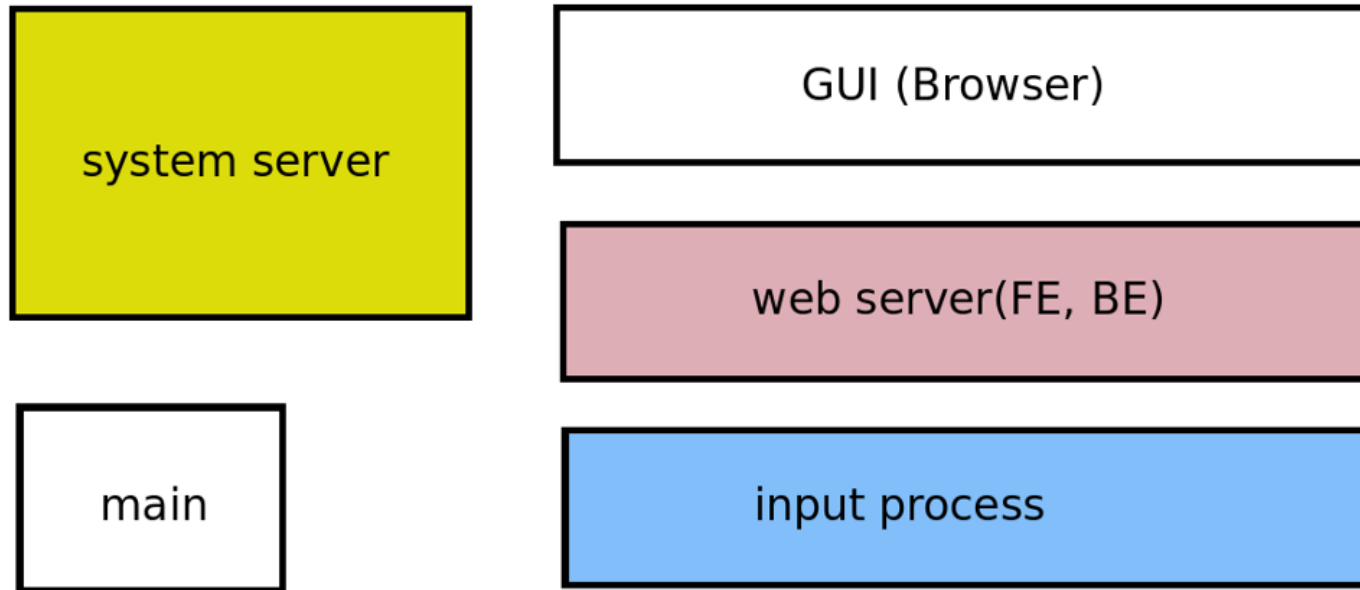 system server
GUI (Browser)
web server(FE, BE)
main
input process